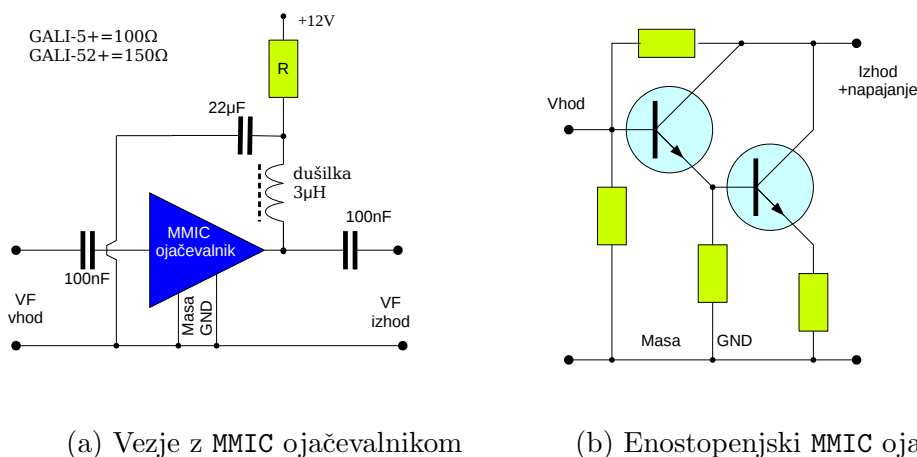 GALI-5+=100Ω
GALI-52+=150Ω
+12V
R
22µF
dušilka
3µH
100nF
MMIC
ojačevalnik
100nF
VF
vhod
Masa
GND
VF
izhod
(a) Vezje z MMIC ojačevalnikom
Izhod
+napajanje
Vhod
Masa
GND
(b) Enostopenjski MMIC oja